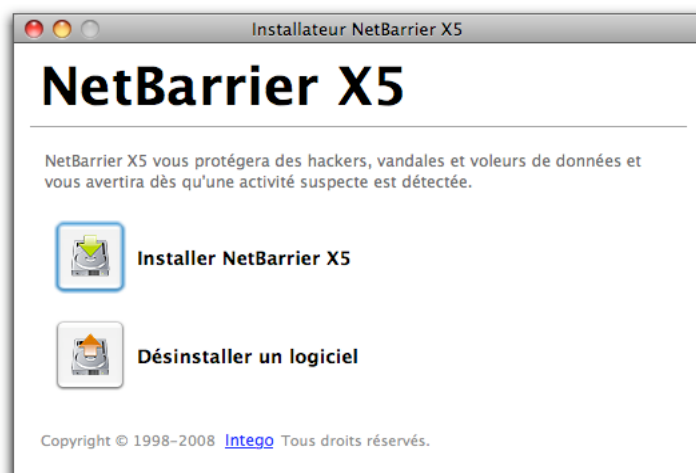 Installateur NetBarrier X5
NetBarrier X5
NetBarrier X5 vous protégera des hackers, vandales et voleurs de données et
vous avertira dès qu'une activité suspecte est détectée.
Installer NetBarrier X5
Désinstaller un logiciel
Copyright © 1998-2008 Intego Tous droits réservés.